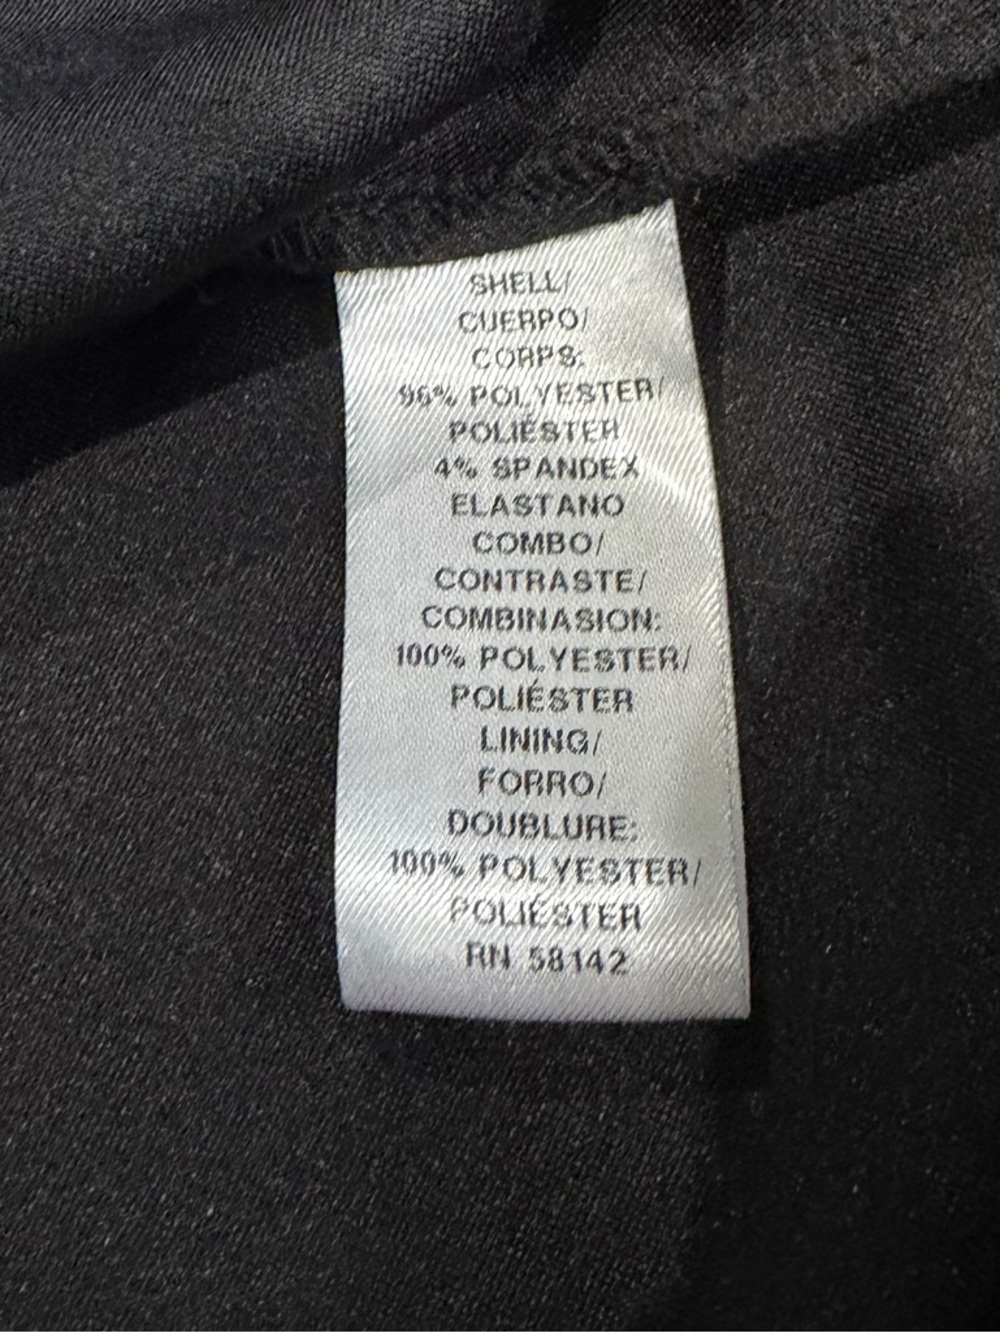 SHELL/
CUERPO/
CORPS:
96% POLYESTER/
POLIÉSTER
4% SPANDEX
ELASTANO
COMBO/
CONTRASTE/
COMBINASION:
100% POLYESTER/
POLIÉSTER
LINING/
FORRO/
DOUBLURE:
100% POLYESTER/
POLIÉSTER
RN 58142